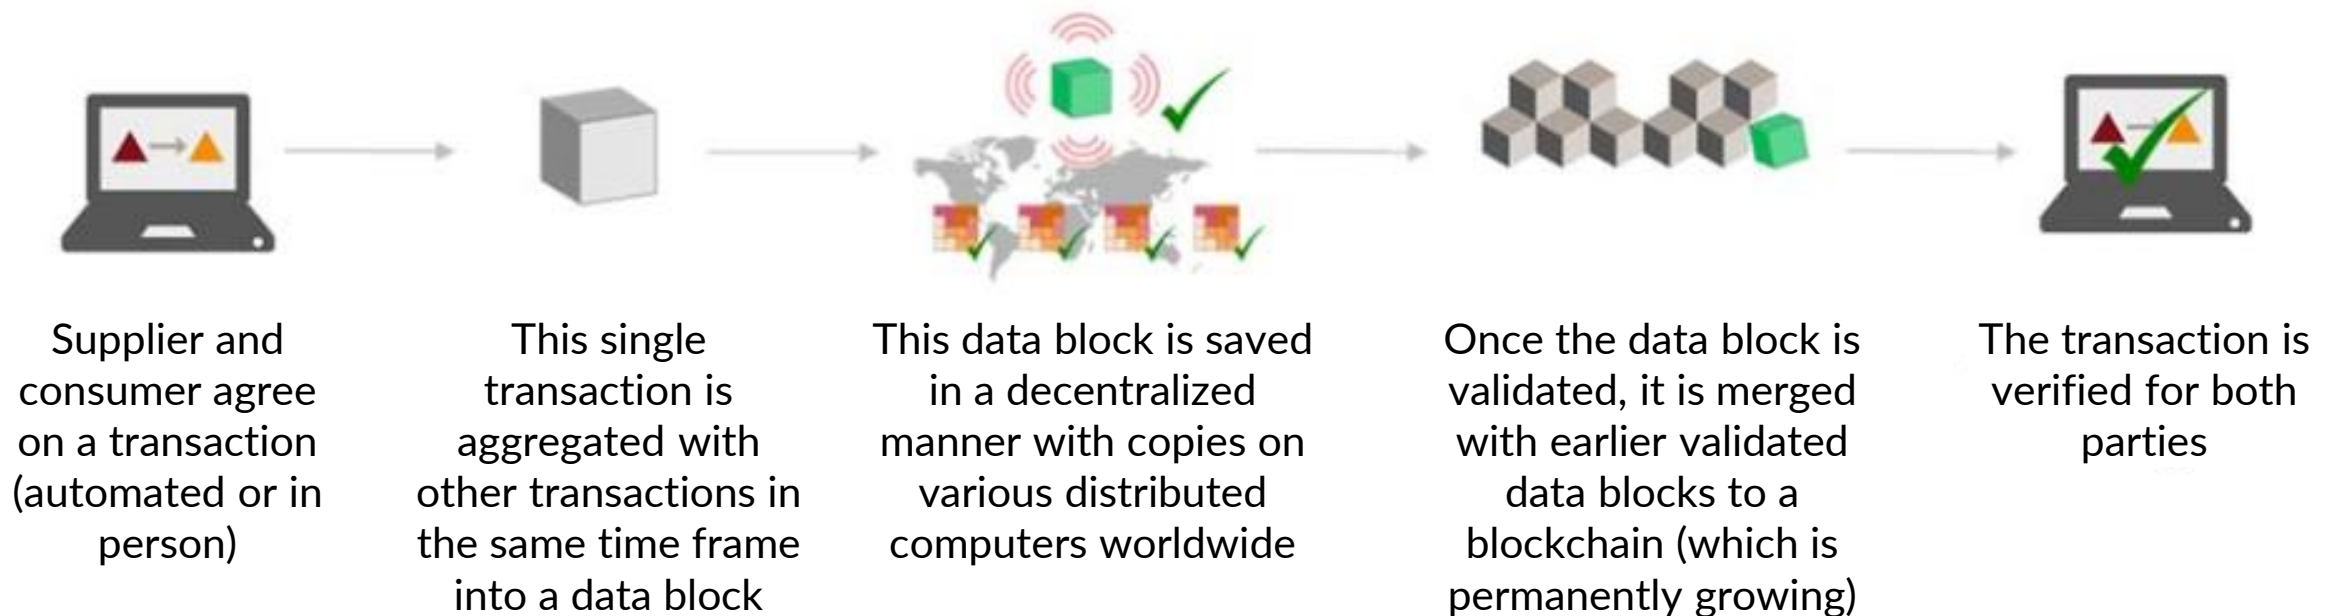 Supplier and
consumer agree
on a transaction
(automated or in
person)
This single
transaction is
aggregated with
other transactions in
the same time frame
into a data block
This data block is saved
in a decentralized
manner with copies on
various distributed
computers worldwide
Once the data block is
validated, it is merged
with earlier validated
data blocks to a
blockchain (which is
permanently growing)
The transaction is
verified for both
parties